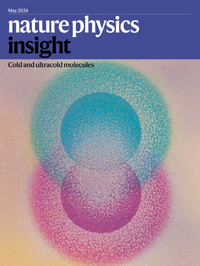 May 2024
nature physics
insight
Cold and ultracold molecules